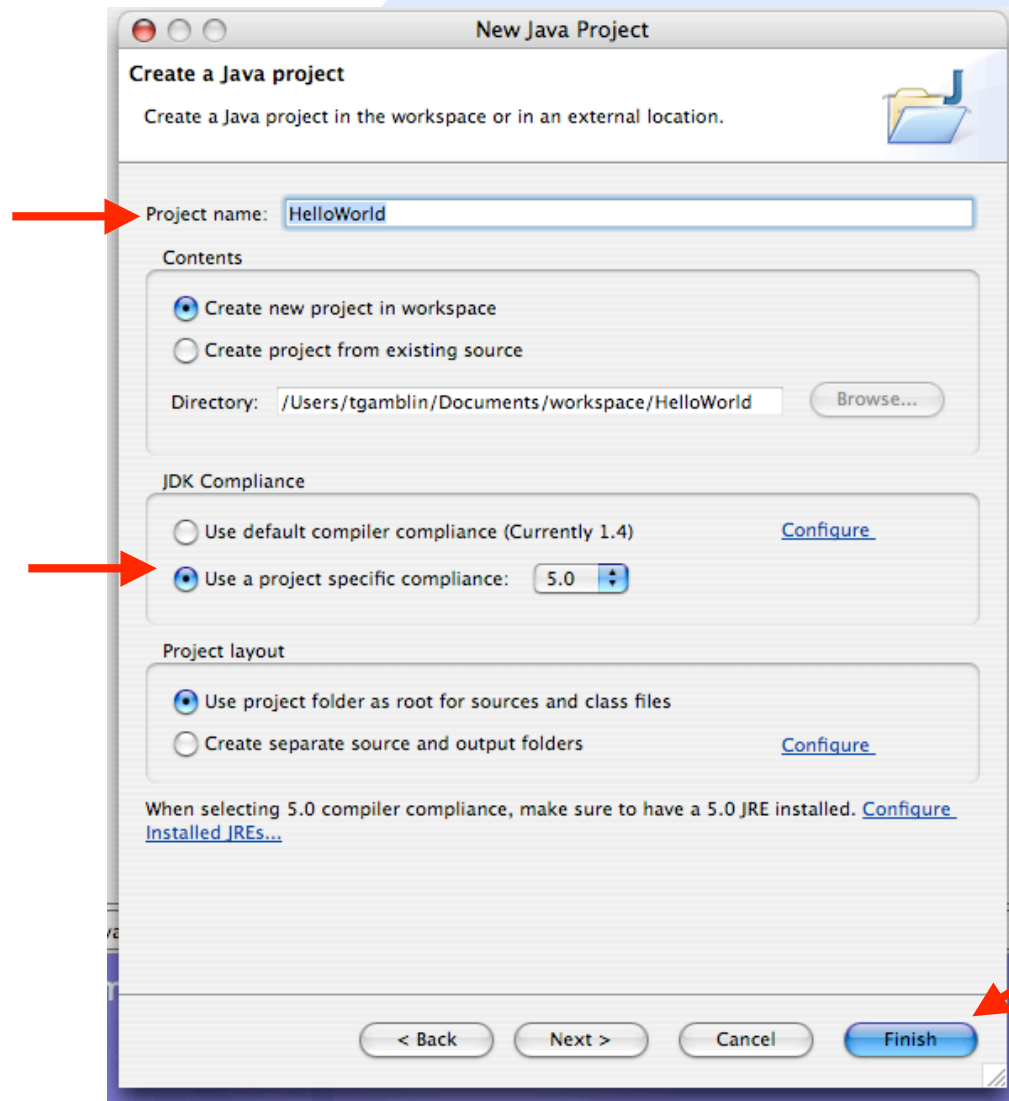 New Java Project
Create a Java project
Create a Java project in the workspace or in an external location.
Project name: HelloWorld
Contents
Create new project in workspace
Create project from existing source
Directory: /Users/tgamblin/Documents/workspace/HelloWorld Browse...
JDK Compliance
Use default compiler compliance (Currently 1.4) Configure
Use a project specific compliance: 5.0
Project layout
Use project folder as root for sources and class files
Create separate source and output folders Configure
When selecting 5.0 compiler compliance, make sure to have a 5.0 JRE installed. Configure
Installed JREs...
< Back Next > Cancel Finish